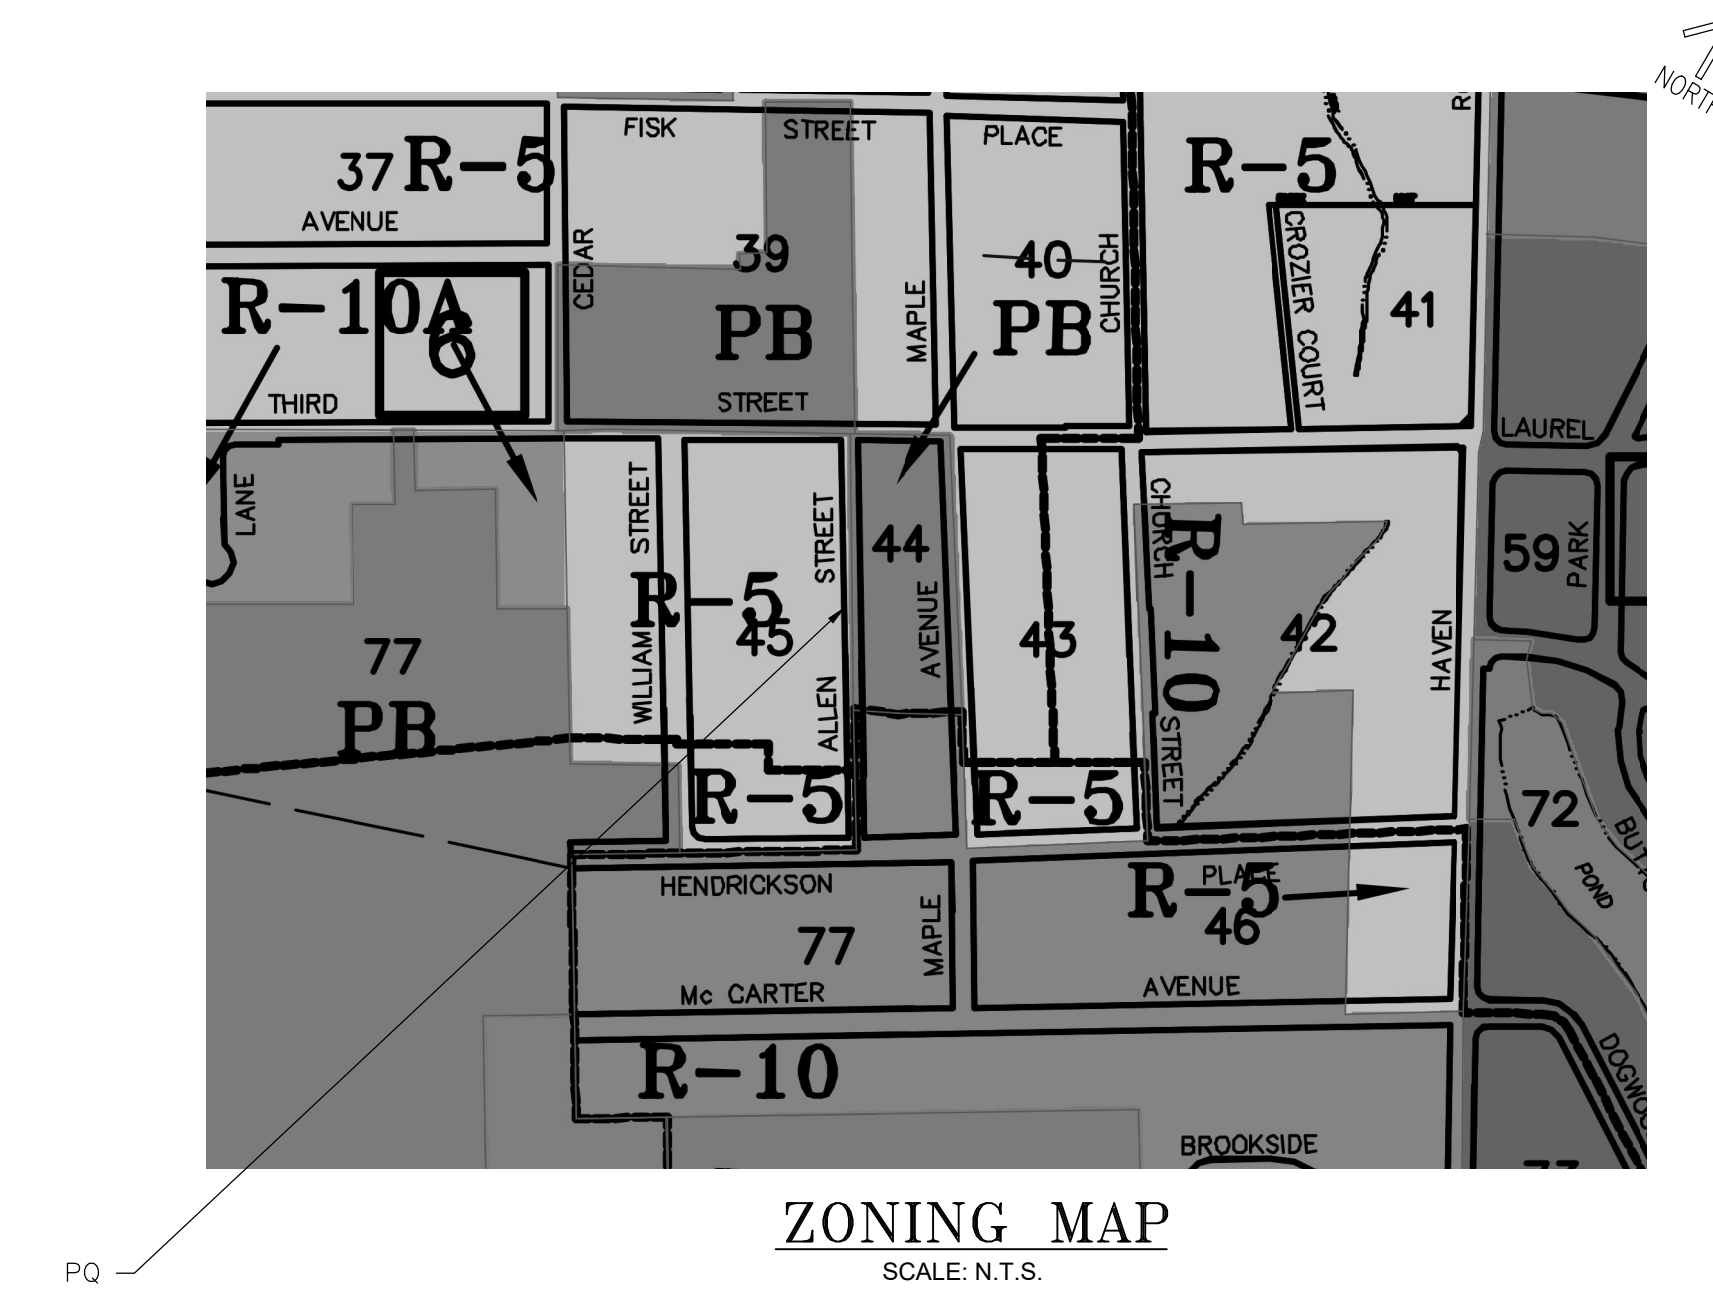 NORTH
FISK
STREET
PLACE
R-5
37 R-5
39
40
R-5
AVENUE
CEDAR
MAPLE
CHURCH
CROZIER COURT
41
R-10A
6
PB
PB
THIRD
STREET
LAUREL
LANE
STREET
STREET
44
CHURCH
R-10
59
PARK
R-5
45
AVENUE
43
42
HAVEN
77
WILLIAM
ALLEN
STREET
PB
R-5
R-5
72
POND
HENDRICKSON
PLACE
R-5
46
77
MAPLE
Mc CARTER
AVENUE
R-10
DOGWOO
BROOKSIDE
ZONING MAP
SCALE: N.T.S.
PQ